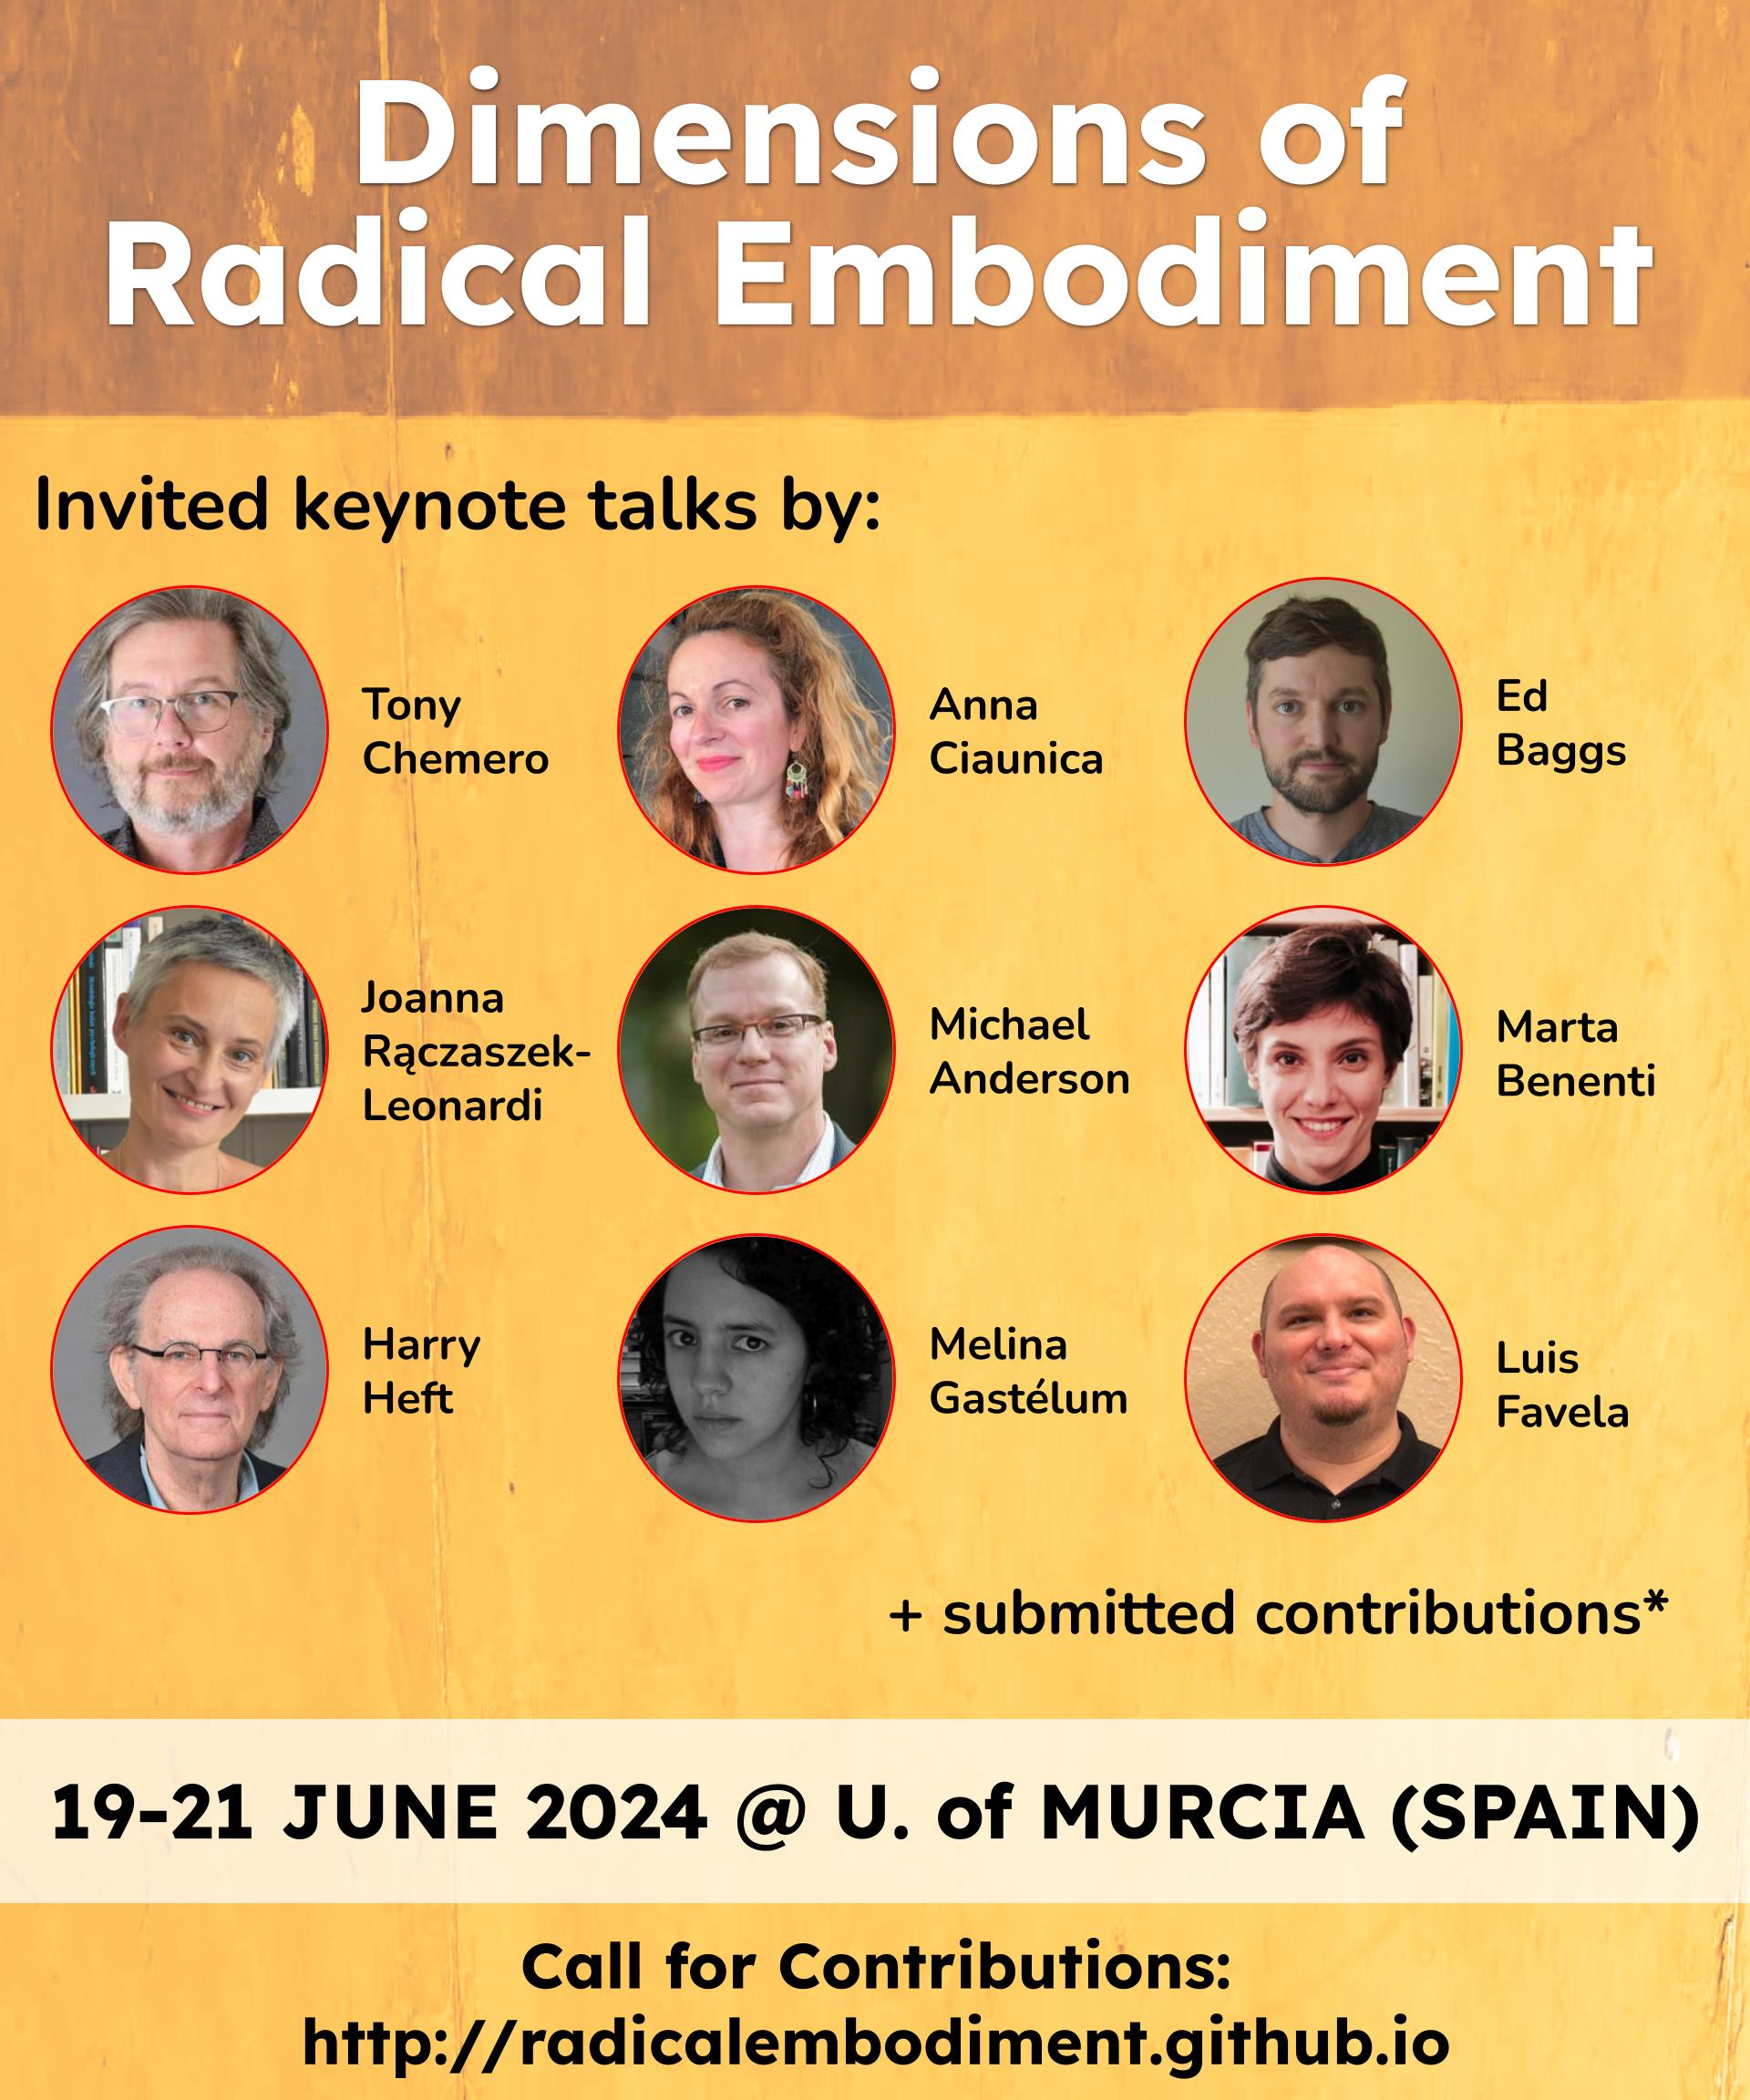 Dimensions of
Radical Embodiment
Invited keynote talks by:
Tony
Chemero
Anna
Ciaunica
Ed
Baggs
Joanna
Rączaszek-
Leonardi
Michael
Anderson
Marta
Benenti
Harry
Heft
Melina
Gastélum
Luis
Favela
+ submitted contributions*
19-21 JUNE 2024 @ U. of MURCIA (SPAIN)
Call for Contributions:
http://radicalembodiment.github.io